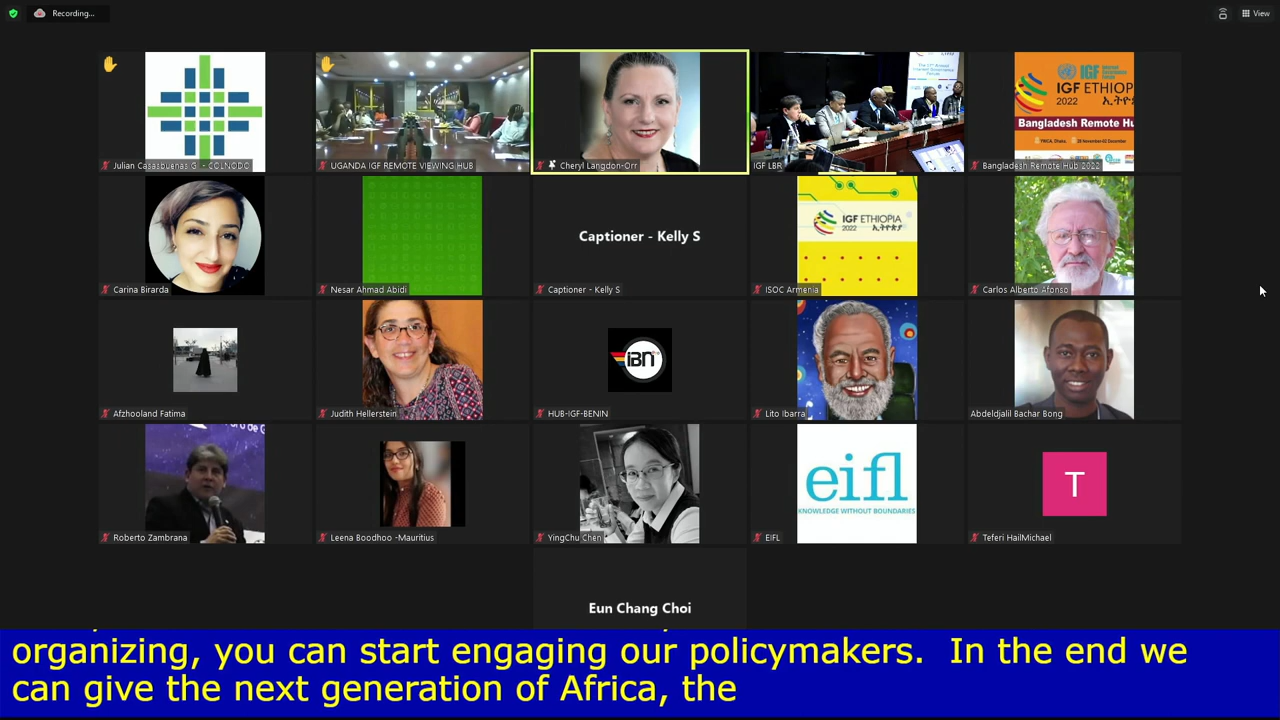 Recording...
View
Julian Casasbuenas G. - COLNODO
UGANDA IGF REMOTE VIEWING HUB
Cheryl Langdon-Orr
IGF LBR
IGF ETHIOPIA
2022 ኢትዮጵያ
Bangladesh Remote Hu
Bangladesh Remote Hub 2022
Carina Birarda
Nesar Ahmad Abidi
Captioner - Kelly S
Captioner - Kelly S
IGF ETHIOPIA
2022 ኢትዮጵያ
ISOC Armenia
Carlos Alberto Afonso
Afzhooland Fatima
Judith Hellerstein
iBN
HUB-IGF-BENIN
Lito Ibarra
Abdeldjalil Bachar Bong
Roberto Zambrana
Leena Boodhoo -Mauritius
YingChu Chen
eifl
KNOWLEDGE WITHOUT BOUNDARIES
EIFL
T
Teferi HailMichael
Eun Chang Choi
organizing, you can start engaging our policymakers. In the end we
can give the next generation of Africa, the